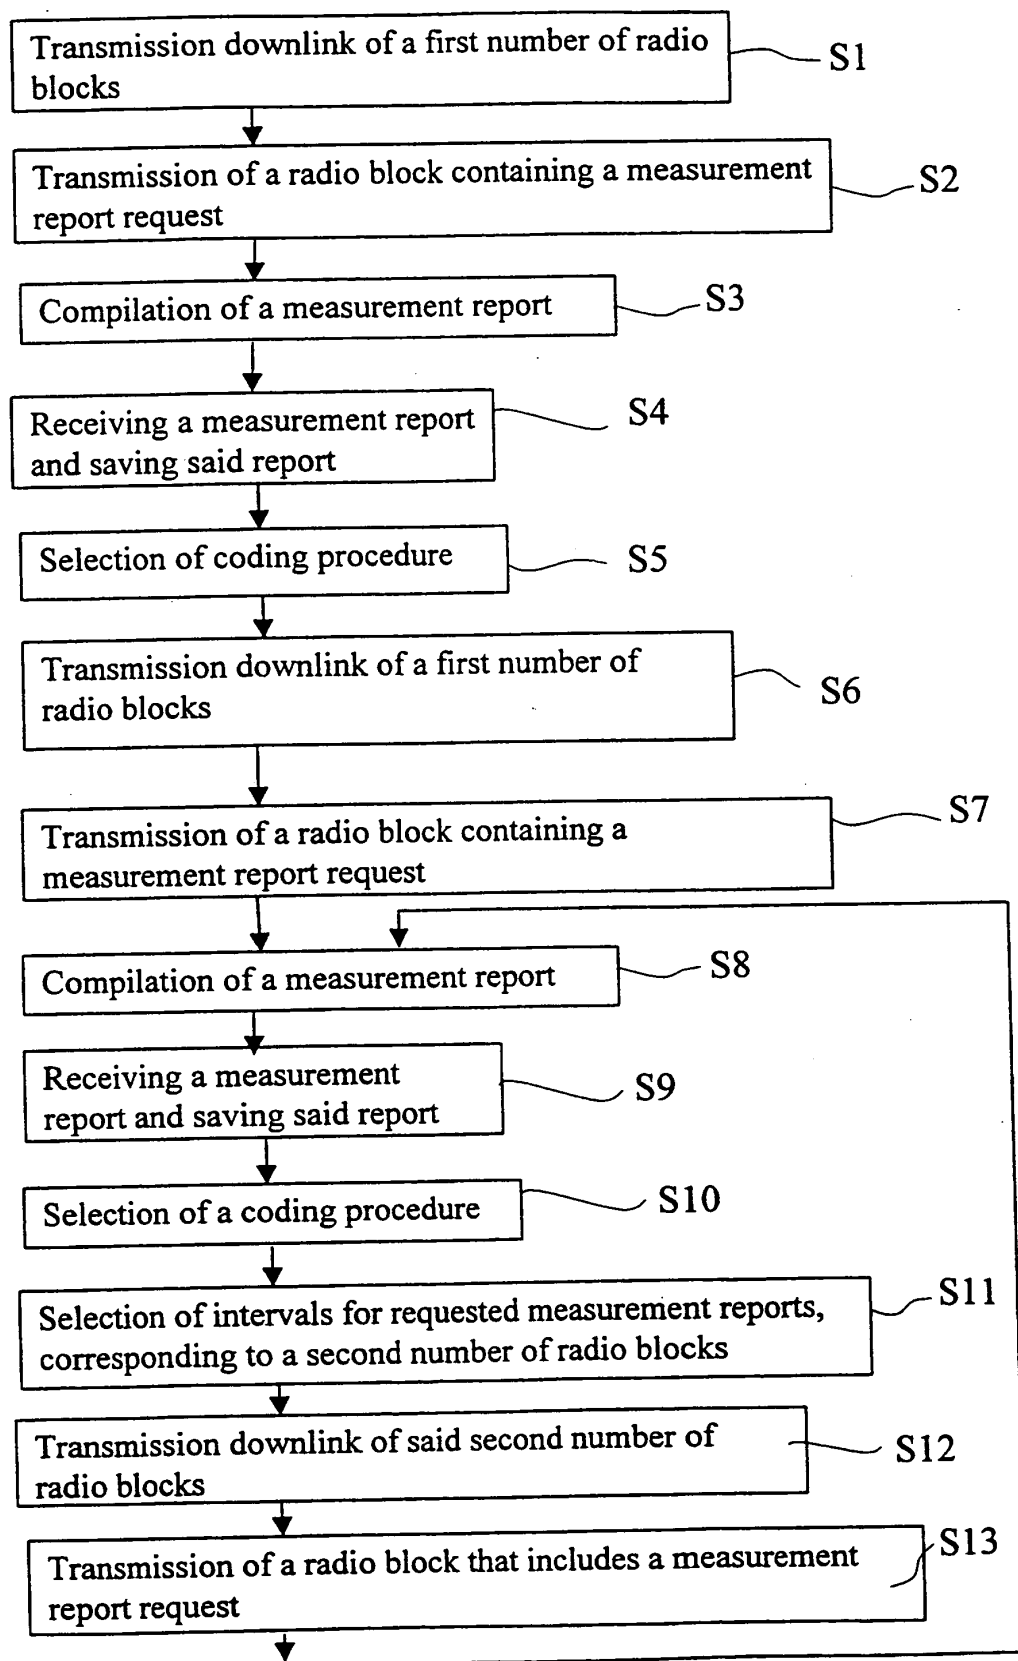 Transmission downlink of a first number of radio
blocks
S1
Transmission of a radio block containing a measurement
report request
S2
Compilation of a measurement report
S3
Receiving a measurement report
and saving said report
S4
Selection of coding procedure
S5
Transmission downlink of a first number of
radio blocks
S6
Transmission of a radio block containing a
measurement report request
S7
Compilation of a measurement report
S8
Receiving a measurement
report and saving said report
S9
Selection of a coding procedure
S10
Selection of intervals for requested measurement reports,
corresponding to a second number of radio blocks
S11
Transmission downlink of said second number of
radio blocks
S12
Transmission of a radio block that includes a measurement
report request
S13